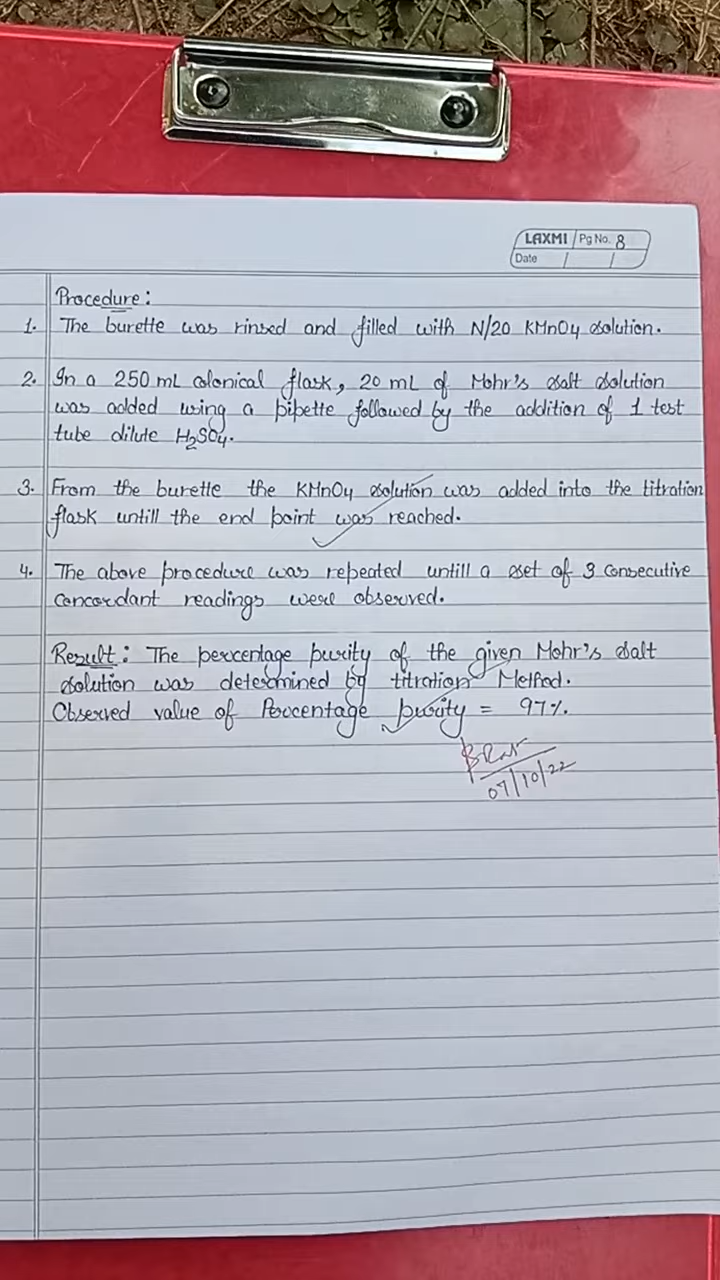 LAXMI Pg No. 8
Date / /
Procedure:
1. The burette was rinsed and filled with N/20 KMnO4 solution.
2. In a 250 mL colonical flask, 20 mL of Mohr's salt solution
was added using a pipette followed by the addition of 1 test
tube dilute H2SO4.
3. From the burette the KMnO4 solution was added into the titration
flask untill the end point was reached.
4. The above procedure was repeated untill a set of 3 consecutive
concordant readings were observed.
Result: The percentage purity of the given Mohr's salt
solution was determined by titration Method.
Observed value of Percentage purity = 97%.
07/10/22